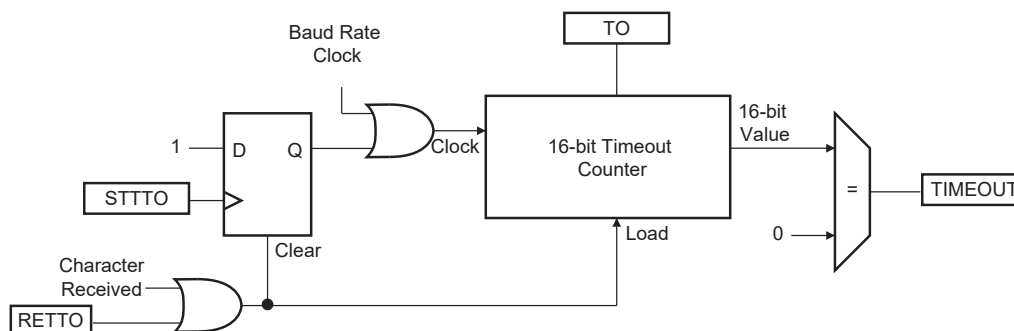 TO
Baud Rate
Clock
16-bit
Value
1
D
Q
Clock
16-bit Timeout
Counter
STTTO
=
TIMEOUT
Clear
Load
0
Character
Received
RETTO